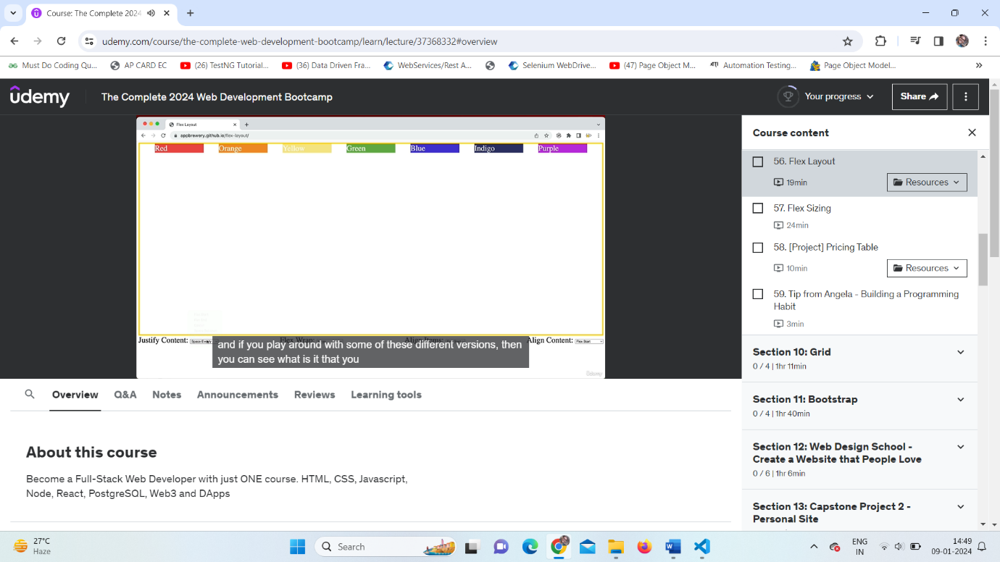 Course: The Complete 2024
udemy.com/course/the-complete-web-development-bootcamp/learn/lecture/37368332#overview
Must Do Coding Qu...
AP CARD EC
(26) TestNG Tutorial...
(36) Data Driven Fra...
WebServices/Rest A...
Selenium WebDrive...
(47) Page Object M...
Automation Testing...
Page Object Model...
ûdemy
The Complete 2024 Web Development Bootcamp
Your progress
Share
Flex Layout
appbrewery.github.io/flex-layout/
Red
Orange
Yellow
Green
Blue
Indigo
Purple
Justify Content:
Space Evenly
Flex Wrap:
Align Items:
Align Content:
Flex Start
and if you play around with some of these different versions, then
you can see what is it that you
ûdemy
Course content
56. Flex Layout
19min
Resources
57. Flex Sizing
24min
58. [Project] Pricing Table
10min
Resources
59. Tip from Angela - Building a Programming
Habit
3min
Section 10: Grid
0 / 4 | 1hr 11min
Section 11: Bootstrap
0 / 4 | 1hr 40min
Section 12: Web Design School -
Create a Website that People Love
0 / 6 | 1hr 6min
Section 13: Capstone Project 2 -
Personal Site
Overview
Q&A
Notes
Announcements
Reviews
Learning tools
About this course
Become a Full-Stack Web Developer with just ONE course. HTML, CSS, Javascript,
Node, React, PostgreSQL, Web3 and DApps
27°C
Haze
Search
ENG
IN
14:49
09-01-2024